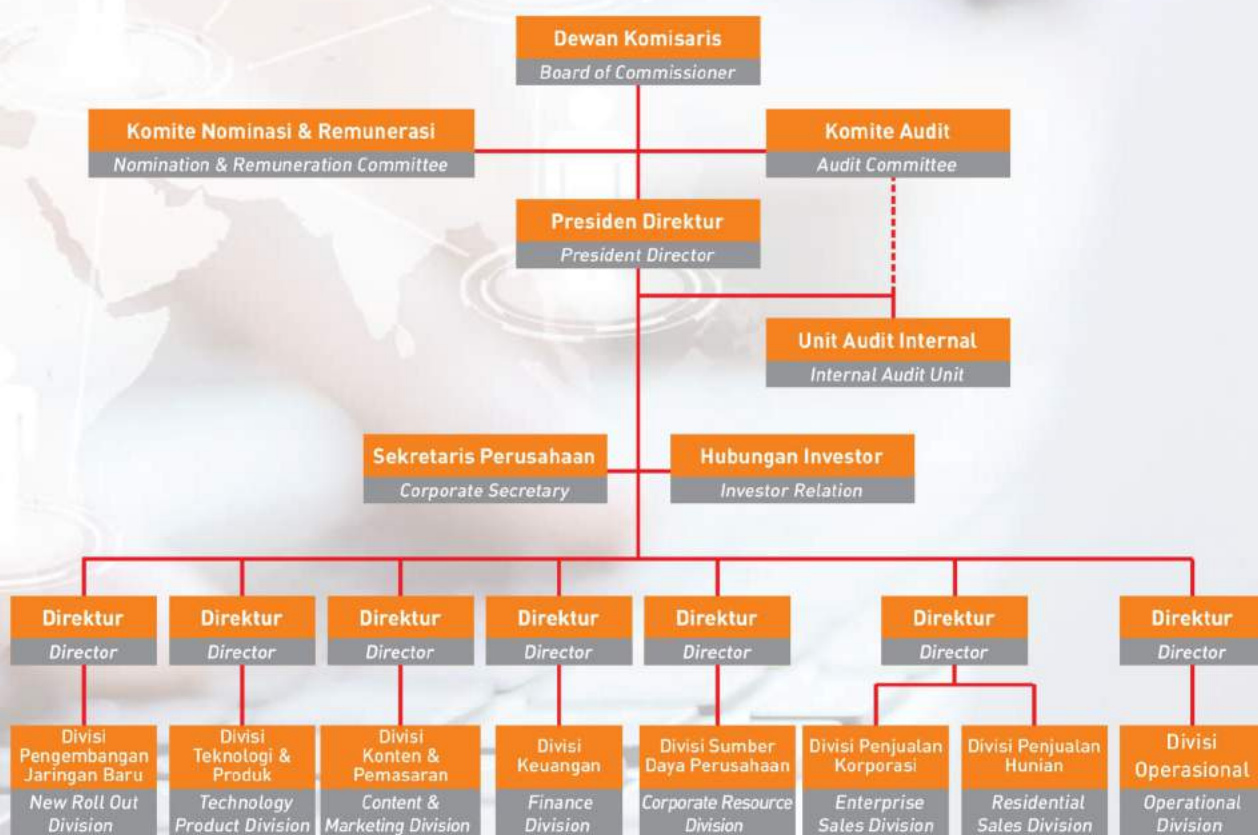 Dewan Komisaris
Board of Commissioner
Komite Nominasi & Remunerasi
Nomination & Remuneration Committee
Komite Audit
Audit Committee
Presiden Direktur
President Director
Unit Audit Internal
Internal Audit Unit
Sekretaris Perusahaan
Corporate Secretary
Hubungan Investor
Investor Relation
Direktur
Director
Direktur
Director
Direktur
Director
Direktur
Director
Direktur
Director
Direktur
Director
Direktur
Director
Divisi
Pengembangan
Jaringan Baru
New Roll Out
Division
Divisi
Teknologi &
Produk
Technology
Product Division
Divisi
Konten &
Pemasaran
Content &
Marketing Division
Divisi
Keuangan
Finance
Division
Divisi Sumber
Daya Perusahaan
Corporate Resource
Division
Divisi Penjualan
Korporasi
Enterprise
Sales Division
Divisi Penjualan
Hunian
Residential
Sales Division
Divisi
Operasional
Operational
Division